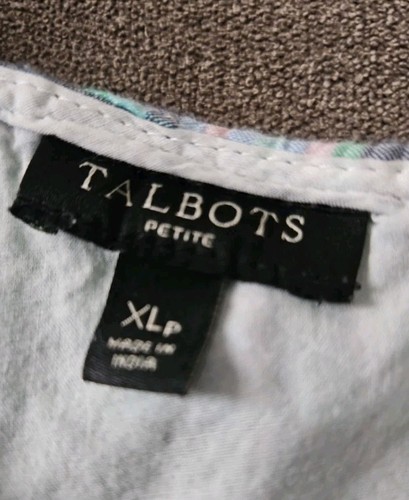 TALBOTS
PETITE
XLP
MADE IN
INDIA